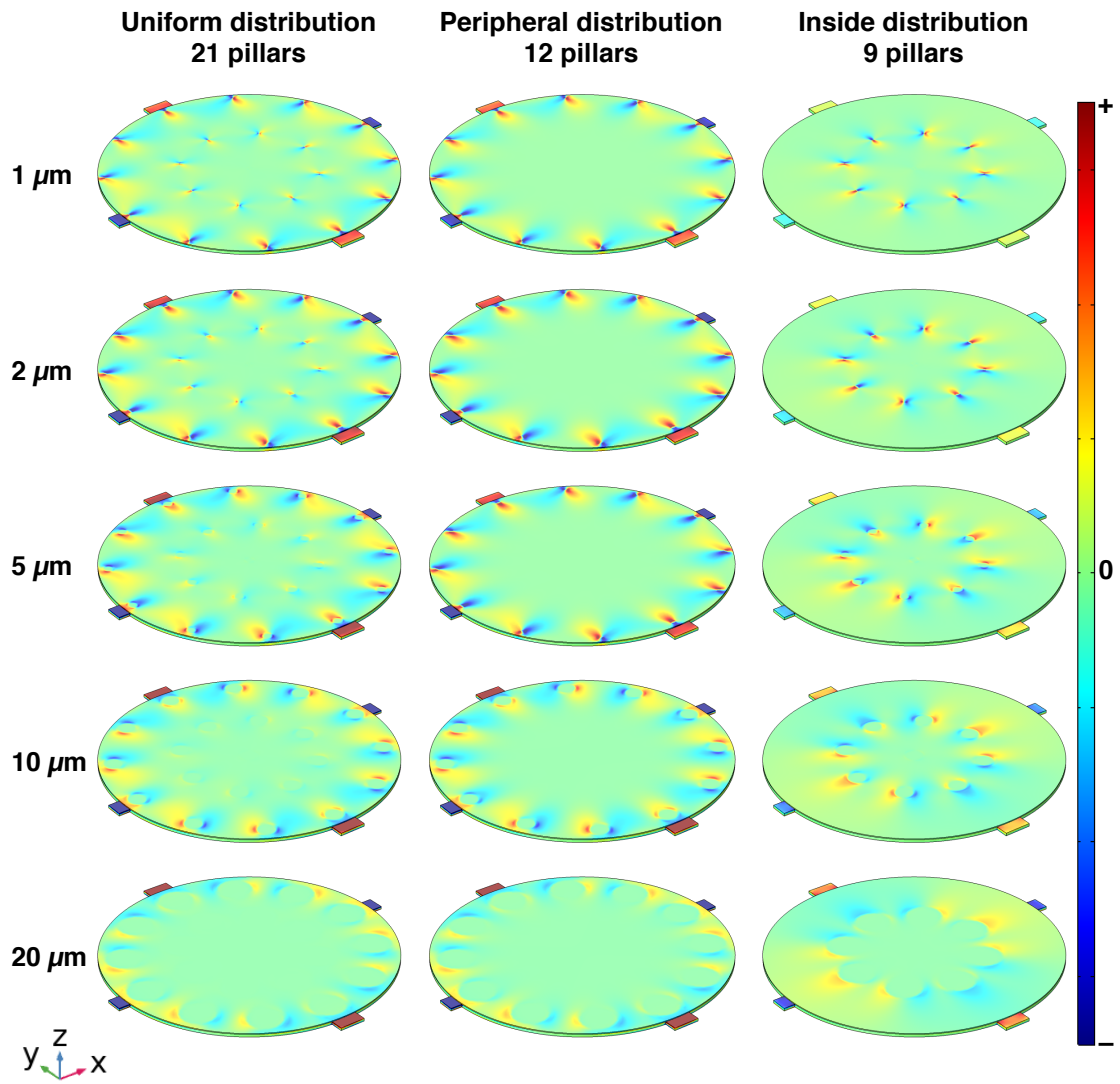 Uniform distribution
21 pillars
Peripheral distribution
12 pillars
Inside distribution
9 pillars
+
1 µm
2 µm
5 µm
0
10 µm
20 µm
−
z
y
x